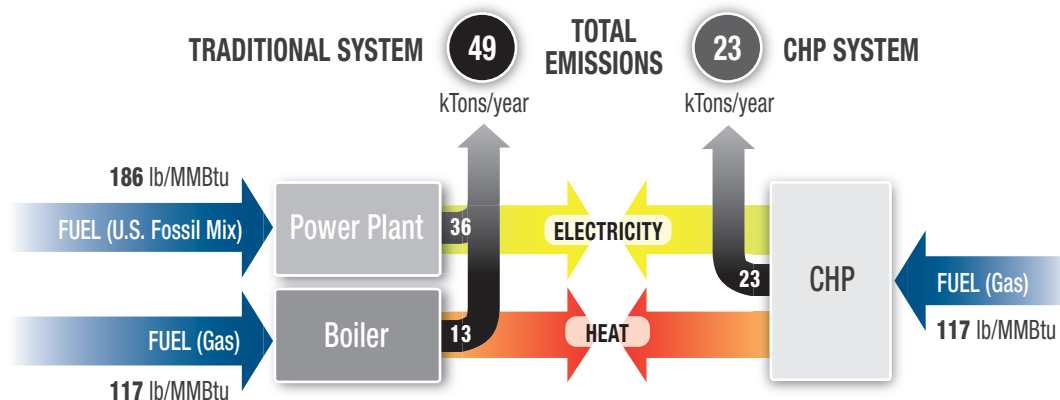 TRADITIONAL SYSTEM
49
kTons/year
TOTAL
EMISSIONS
23
kTons/year
CHP SYSTEM
186 lb/MMBtu
FUEL (U.S. Fossil Mix)
Power Plant
36
ELECTRICITY
FUEL (Gas)
117 lb/MMBtu
Boiler
13
HEAT
23
CHP
FUEL (Gas)
117 lb/MMBtu